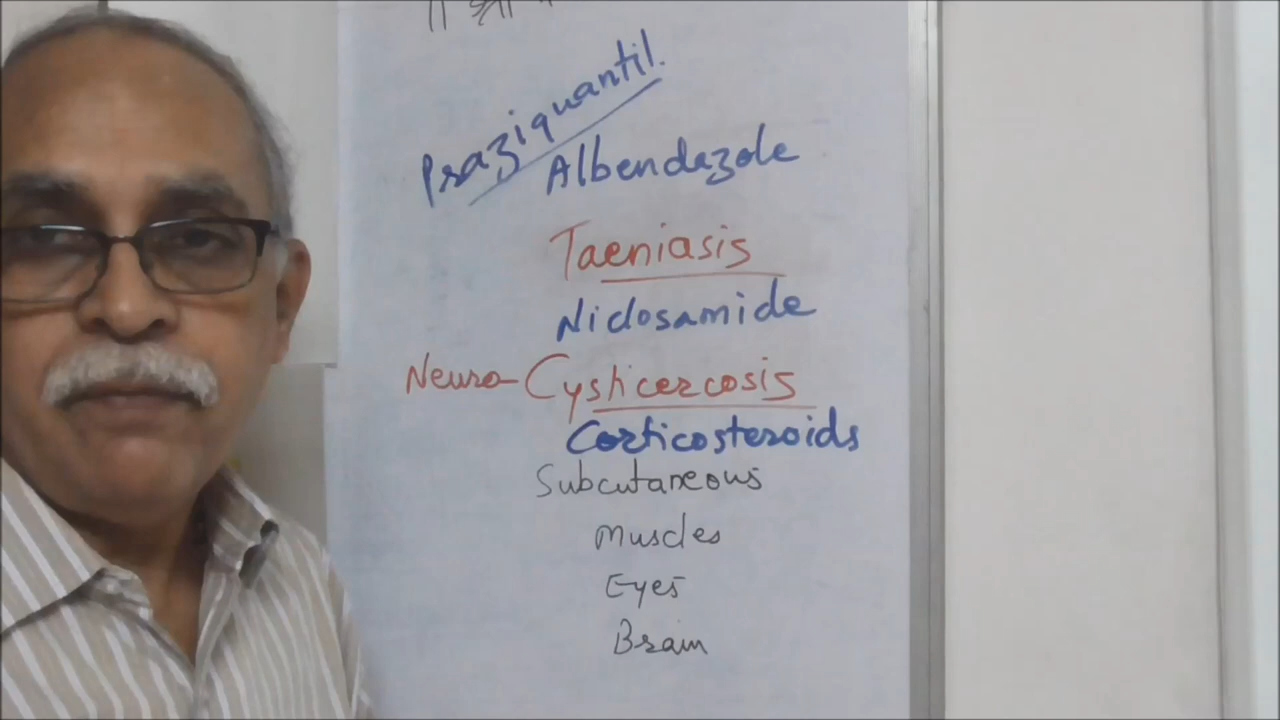 Praziquantil.
Albendazole
Taeniasis
Niclosamide
Neuro-Cysticercosis
Corticosteroids
Subcutaneous
Muscles
Eyes
Brain